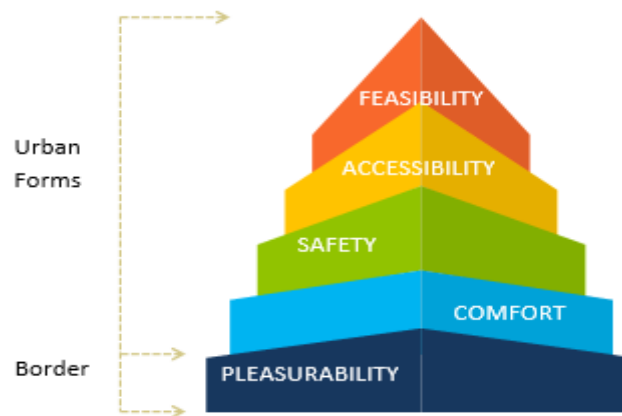 FEASIBILITY
Urban
Forms
ACCESSIBILITY
SAFETY
COMFORT
Border
PLEASURABILITY